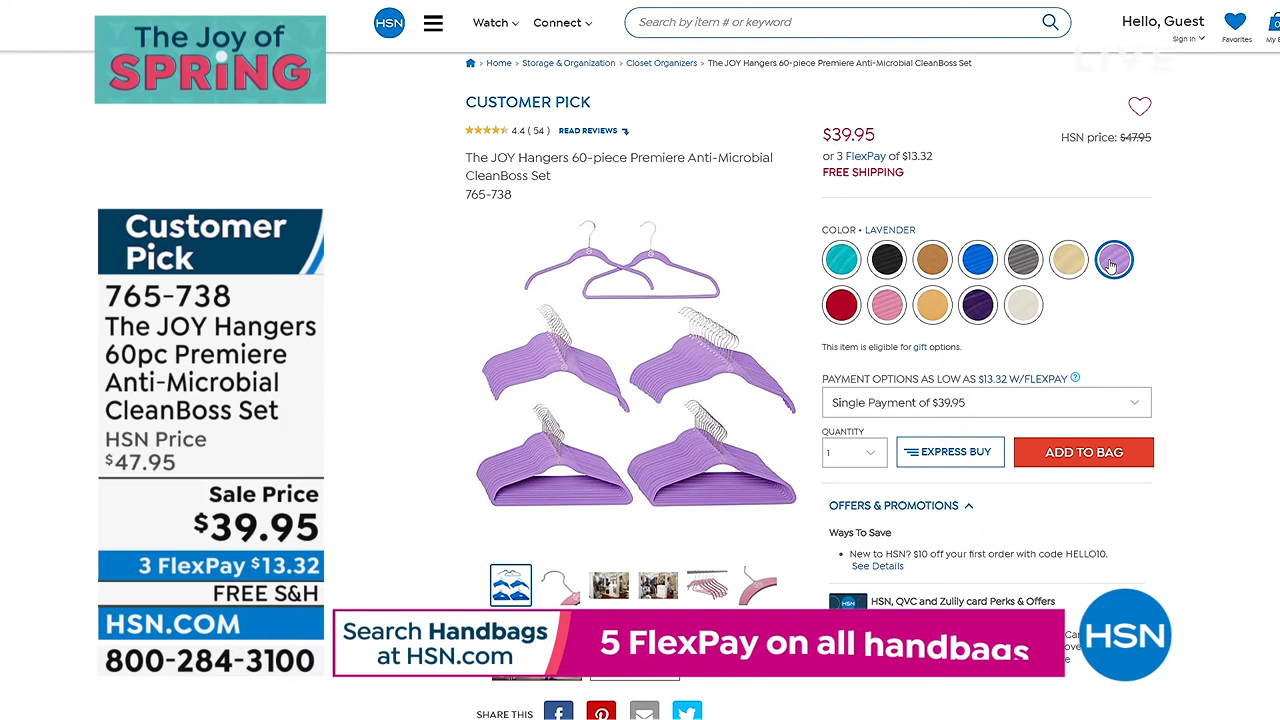 The Joy of
SPRiNG
HSN
Watch
Connect
Search by item # or keyword
Hello, Guest
Sign In
Favorites
0
LIVE
Home > Storage & Organization > Closet Organizers > The JOY Hangers 60-piece Premiere Anti-Microbial CleanBoss Set
CUSTOMER PICK
4.4 ( 54 ) READ REVIEWS
The JOY Hangers 60-piece Premiere Anti-Microbial
CleanBoss Set
765-738
$39.95
HSN price: $47.95
or 3 FlexPay of $13.32
FREE SHIPPING
COLOR • LAVENDER
This item is eligible for gift options.
PAYMENT OPTIONS AS LOW AS $13.32 W/FLEXPAY ?
Single Payment of $39.95
QUANTITY
1
EXPRESS BUY
ADD TO BAG
OFFERS & PROMOTIONS
Ways To Save
• New to HSN? $10 off your first order with code HELLO10.
See Details
HSN
HSN, QVC and Zulily card Perks & Offers
Customer
Pick
765-738
The JOY Hangers
60pc Premiere
Anti-Microbial
CleanBoss Set
HSN Price
$47.95
Sale Price
$39.95
3 FlexPay $13.32
FREE S&H
HSN.COM
800-284-3100
Search Handbags
at HSN.com
5 FlexPay on all handbags
HSN
SHARE THIS